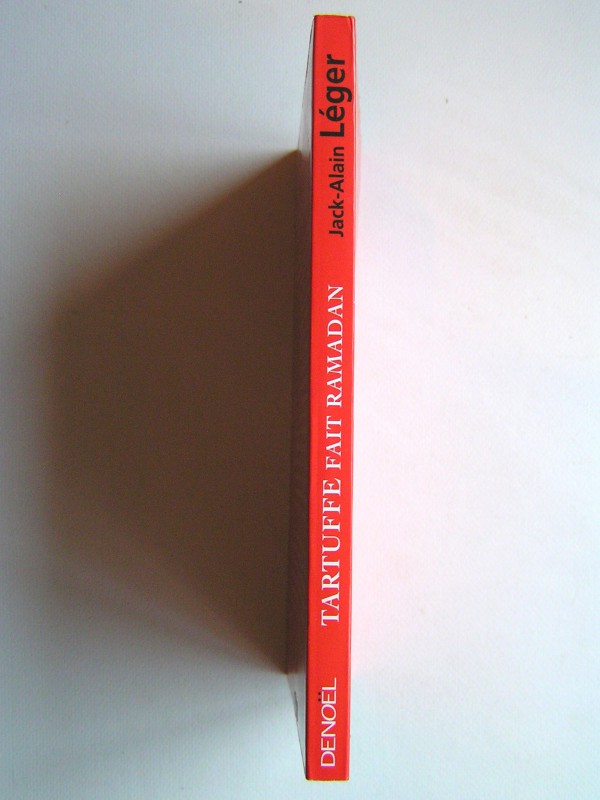 DENOËL
TARTUFFE FAIT RAMADAN
Jack-Alain Léger